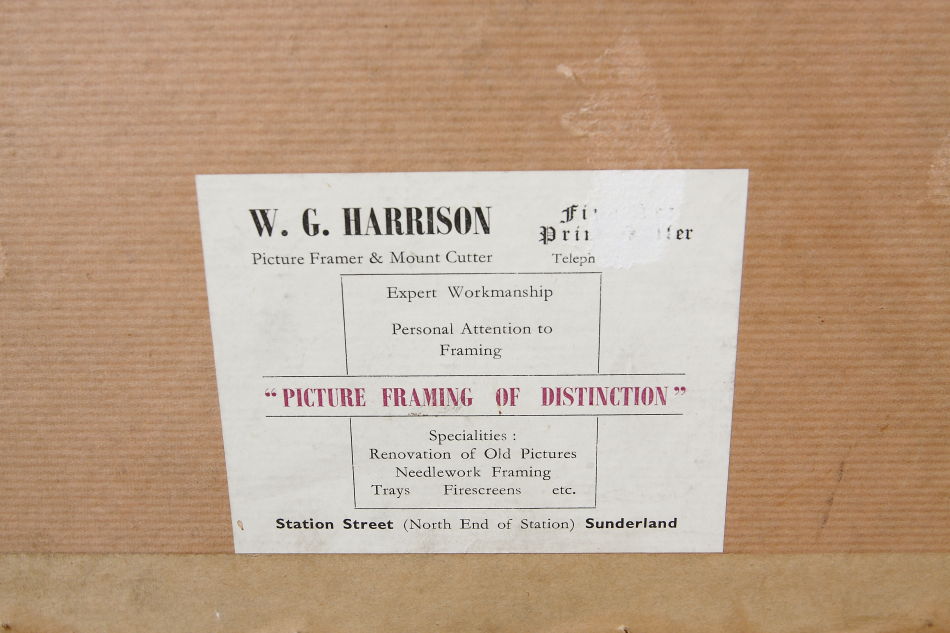 W. G. HARRISON
Picture Framer & Mount Cutter
Expert Workmanship
Personal Attention to
Framing
“PICTURE FRAMING OF DISTINCTION”
Specialities :
Renovation of Old Pictures
Needlework Framing
Trays Firescreens etc.
Station Street (North End of Station) Sunderland